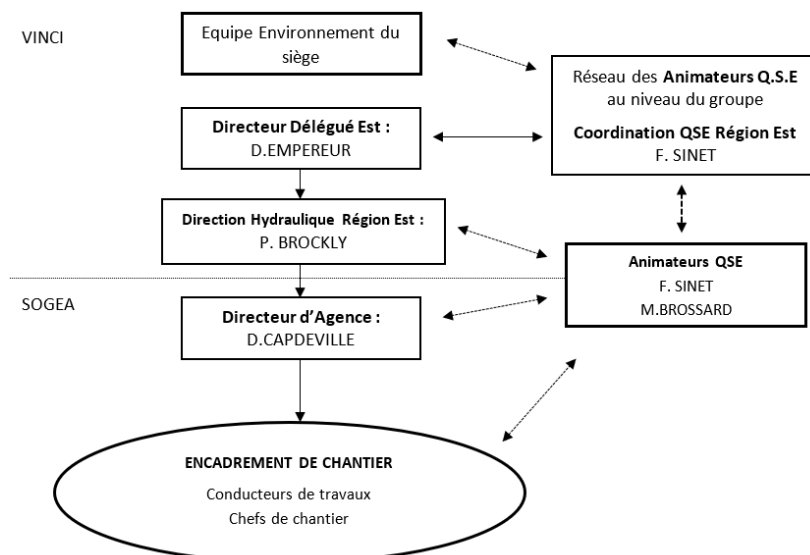 VINCI
Equipe Environnement du
siège
Réseau des Animateurs Q.S.E
au niveau du groupe
Coordination QSE Région Est
F. SINET
Directeur Délégué Est :
D.EMPEREUR
Direction Hydraulique Région Est :
P. BROCKLY
Animateurs QSE
F. SINET
M.BROSSARD
SOGEA
Directeur d'Agence :
D.CAPDEVILLE
ENCADREMENT DE CHANTIER
Conducteurs de travaux
Chefs de chantier